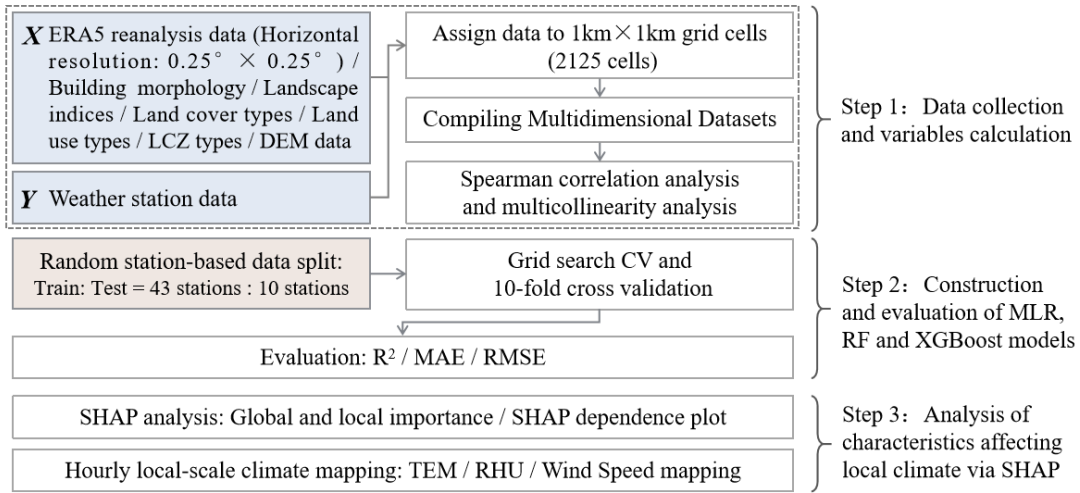 X ERA5 reanalysis data (Horizontal
resolution: 0.25° × 0.25° ) /
Building morphology / Landscape
indices / Land cover types / Land
use types / LCZ types / DEM data
Y Weather station data
Assign data to 1km×1km grid cells
(2125 cells)
Compiling Multidimensional Datasets
Spearman correlation analysis
and multicollinearity analysis
Step 1：Data collection
and variables calculation
Random station-based data split:
Train: Test = 43 stations : 10 stations
Grid search CV and
10-fold cross validation
Evaluation: R² / MAE / RMSE
Step 2：Construction
and evaluation of MLR,
RF and XGBoost models
SHAP analysis: Global and local importance / SHAP dependence plot
Hourly local-scale climate mapping: TEM / RHU / Wind Speed mapping
Step 3：Analysis of
characteristics affecting
local climate via SHAP